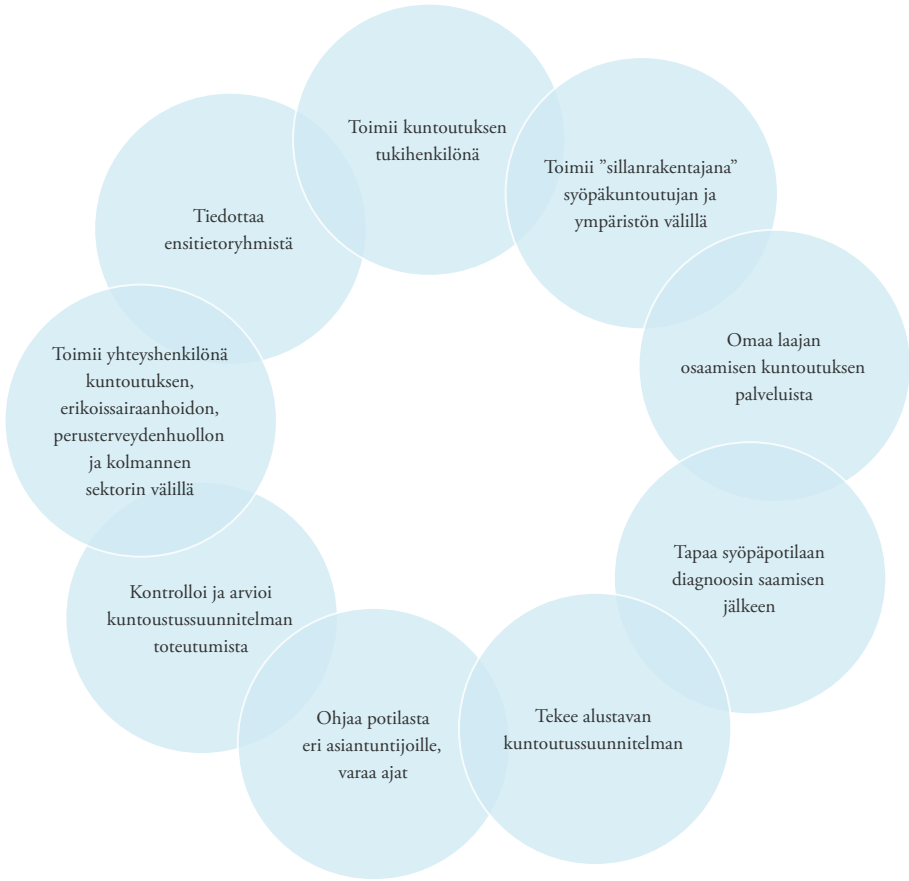 Toimii kuntoutuksen
tukihenkilönä
Toimii ”sillanrakentajana”
syöpäkuntoutujan ja
ympäristön välillä
Omaa laajan
osaamisen kuntoutuksen
palveluista
Tapaa syöpäpotilaan
diagnoosin saamisen
jälkeen
Tekee alustavan
kuntoutussuunnitelman
Ohjaa potilasta
eri asiantuntijoille,
varaa ajat
Kontrolloi ja arvioi
kuntoustussuunnitelman
toteutumista
Toimii yhteyshenkilönä
kuntoutuksen,
erikoissairaanhoidon,
perusterveydenhuollon
ja kolmannen
sektorin välillä
Tiedottaa
ensitietoryhmistä